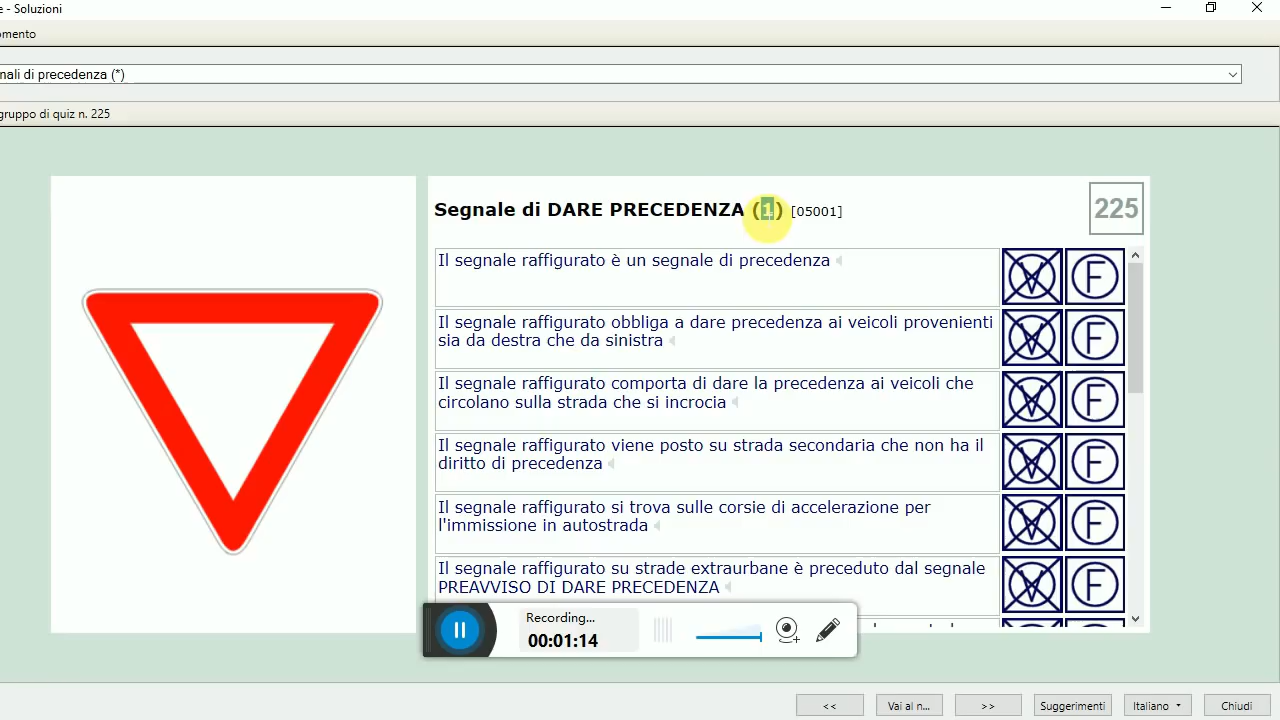 e - Soluzioni
omento
nali di precedenza (*)
gruppo di quiz n. 225
Segnale di DARE PRECEDENZA (1) [05001]
225
Il segnale raffigurato è un segnale di precedenza
V F
Il segnale raffigurato obbliga a dare precedenza ai veicoli provenienti
sia da destra che da sinistra
V F
Il segnale raffigurato comporta di dare la precedenza ai veicoli che
circolano sulla strada che si incrocia
V F
Il segnale raffigurato viene posto su strada secondaria che non ha il
diritto di precedenza
V F
Il segnale raffigurato si trova sulle corsie di accelerazione per
l'immissione in autostrada
V F
Il segnale raffigurato su strade extraurbane è preceduto dal segnale
PREAVVISO DI DARE PRECEDENZA
V F
Recording...
00:01:14
<<
Vai al n...
>>
Suggerimenti
Italiano
Chiudi